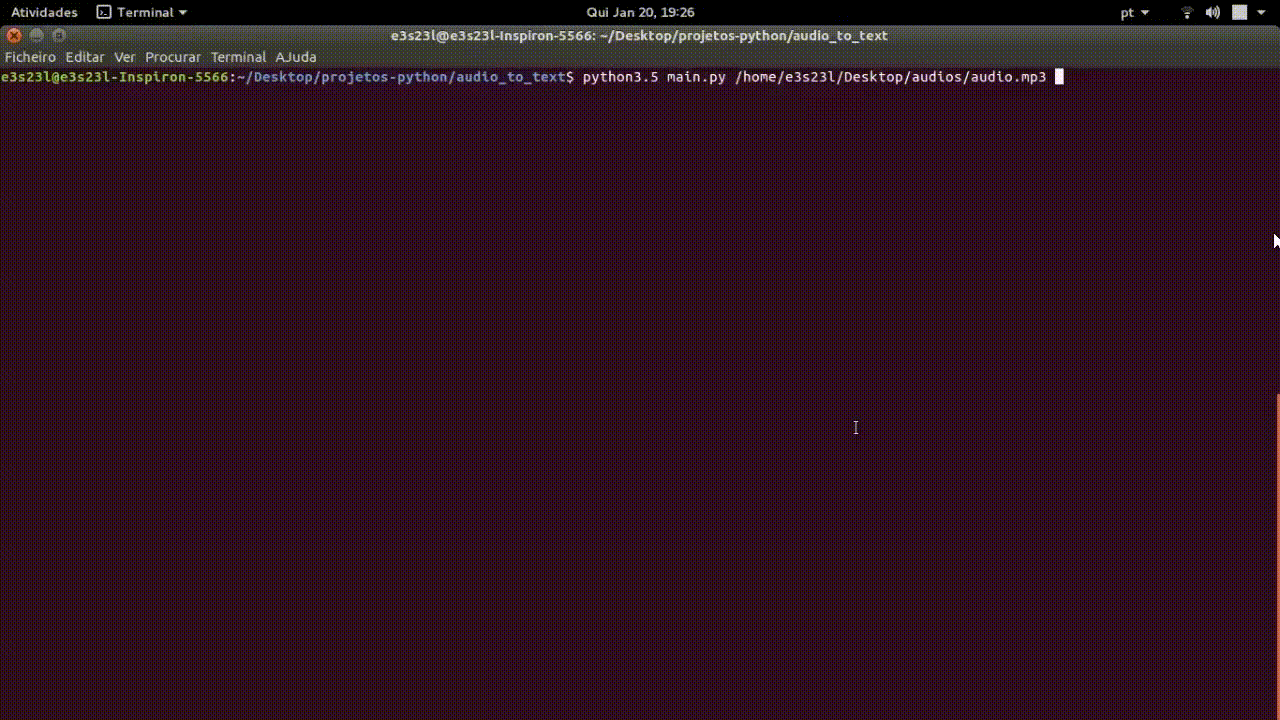 Atividades Terminal Qui Jan 20, 19:26 pt
e3s23l@e3s23l-Inspiron-5566: ~/Desktop/projetos-python/audio_to_text
Ficheiro Editar Ver Procurar Terminal AJuda
e3s23l@e3s23l-Inspiron-5566:~/Desktop/projetos-python/audio_to_text$ python3.5 main.py /home/e3s23l/Desktop/audios/audio.mp3